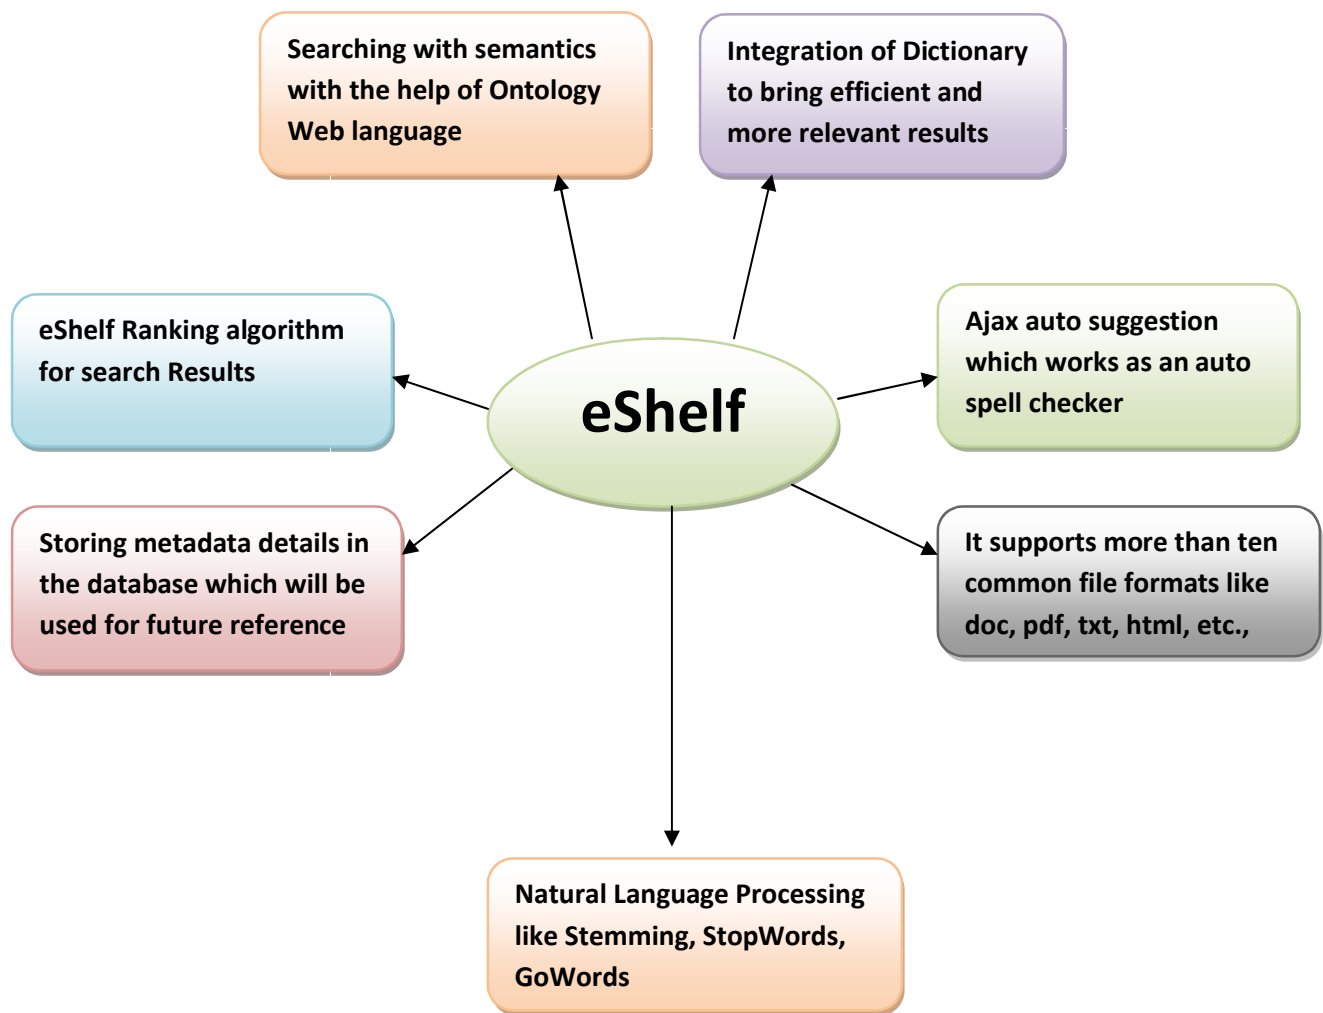 Searching with semantics
with the help of Ontology
Web language
Integration of Dictionary
to bring efficient and
more relevant results
eShelf Ranking algorithm
for search Results
eShelf
Ajax auto suggestion
which works as an auto
spell checker
Storing metadata details in
the database which will be
used for future reference
It supports more than ten
common file formats like
doc, pdf, txt, html, etc.,
Natural Language Processing
like Stemming, StopWords,
GoWords